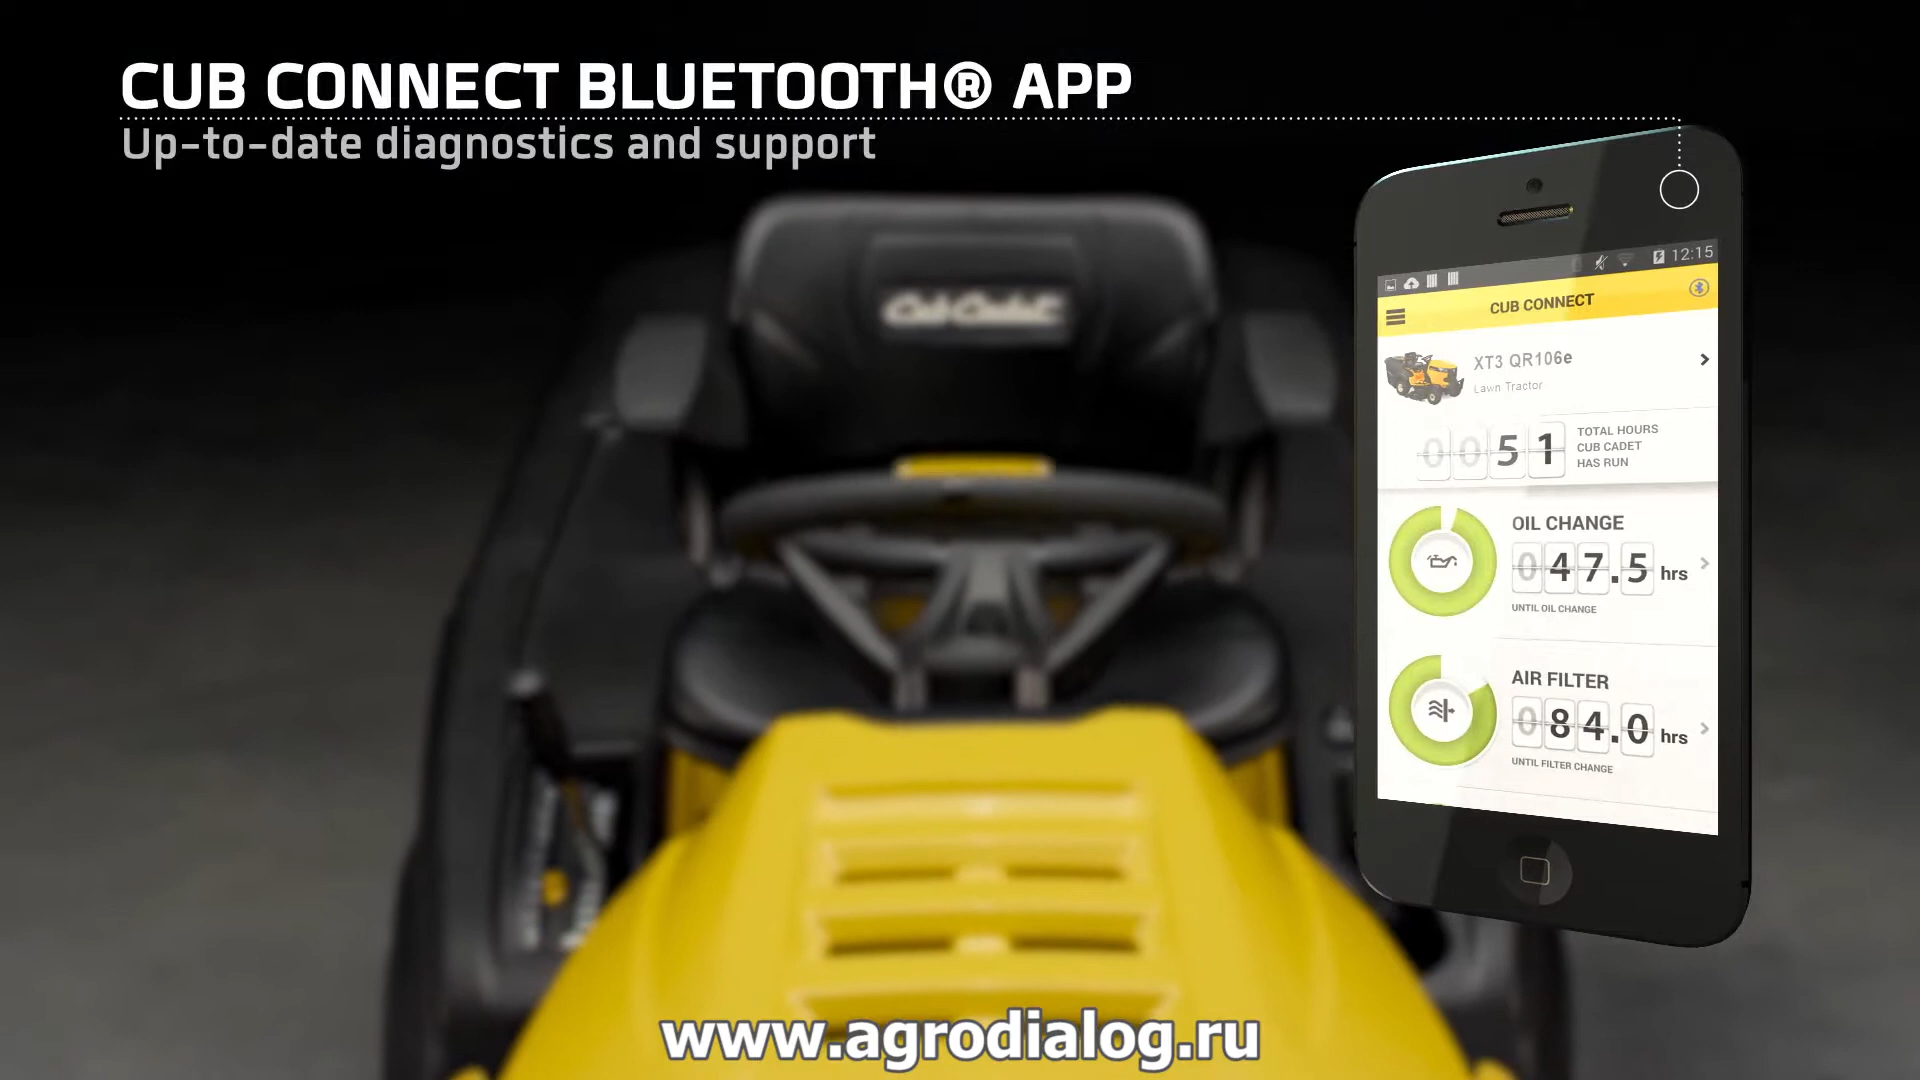 CUB CONNECT BLUETOOTH® APP
Up-to-date diagnostics and support
Cub Cadet
12:15
CUB CONNECT
XT3 QR106e
Lawn Tractor
0051
TOTAL HOURS
CUB CADET
HAS RUN
OIL CHANGE
047.5 hrs
UNTIL OIL CHANGE
AIR FILTER
084.0 hrs
UNTIL FILTER CHANGE
www.agrodialog.ru